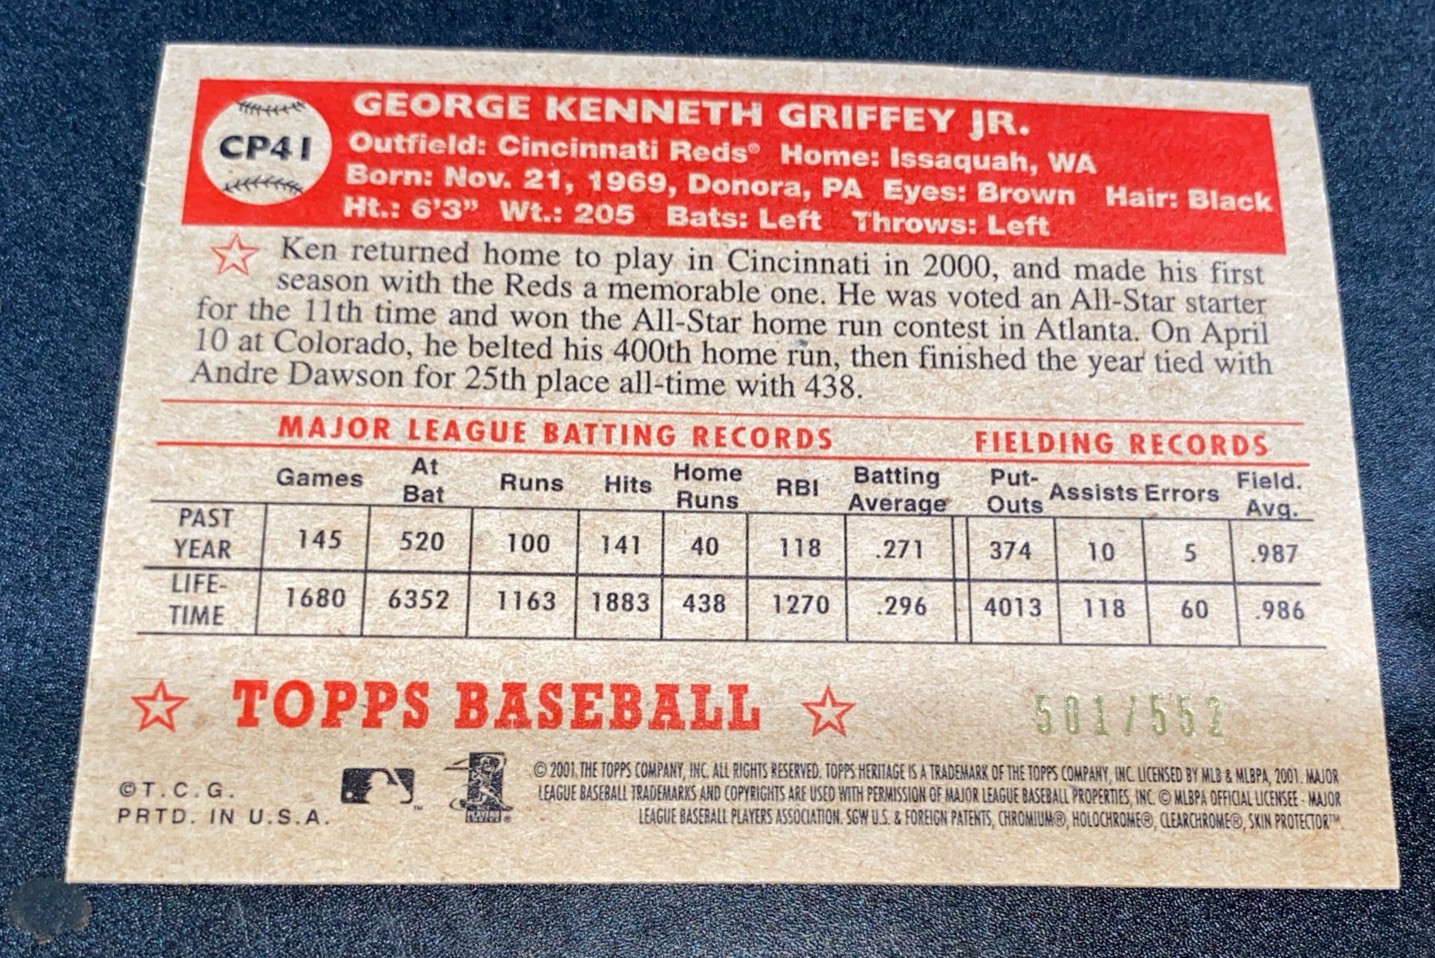 CP41
GEORGE KENNETH GRIFFEY JR.
Outfield: Cincinnati Reds® Home: Issaquah, WA
Born: Nov. 21, 1969, Donora, PA Eyes: Brown Hair: Black
Ht.: 6'3" Wt.: 205 Bats: Left Throws: Left
Ken returned home to play in Cincinnati in 2000, and made his first
season with the Reds a memorable one. He was voted an All-Star starter
for the 11th time and won the All-Star home run contest in Atlanta. On April
10 at Colorado, he belted his 400th home run, then finished the year tied with
Andre Dawson for 25th place all-time with 438.
MAJOR LEAGUE BATTING RECORDS FIELDING RECORDS
Games At Bat Runs Hits Home Runs RBI Batting Average Put-Outs Assists Errors Field. Avg.
PAST YEAR 145 520 100 141 40 118 .271 374 10 5 .987
LIFE-TIME 1680 6352 1163 1883 438 1270 .296 4013 118 60 .986
TOPPS BASEBALL
501/552
©T.C.G.
PRTD. IN U.S.A.
© 2001 THE TOPPS COMPANY, INC. ALL RIGHTS RESERVED. TOPPS HERITAGE IS A TRADEMARK OF THE TOPPS COMPANY, INC. LICENSED BY MLB & MLBPA, 2001. MAJOR
LEAGUE BASEBALL TRADEMARKS AND COPYRIGHTS ARE USED WITH PERMISSION OF MAJOR LEAGUE BASEBALL PROPERTIES, INC. © MLBPA OFFICIAL LICENSEE - MAJOR
LEAGUE BASEBALL PLAYERS ASSOCIATION. SGW U.S. & FOREIGN PATENTS, CHROMIUM®, HOLOCHROME®, CLEARCHROME®, SKIN PROTECTOR™.